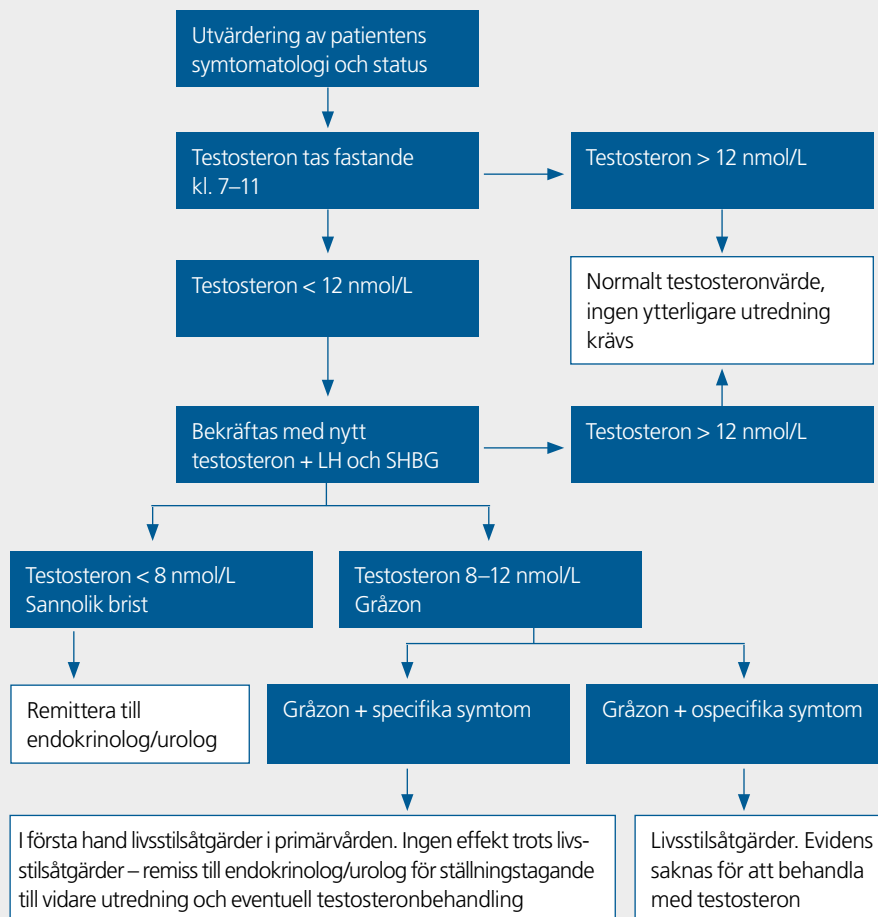 Utvärdering av patientens
symtomatologi och status
Testosteron tas fastande
kl. 7–11
Testosteron > 12 nmol/L
Testosteron < 12 nmol/L
Normalt testosteronvärde,
ingen ytterligare utredning
krävs
Bekräftas med nytt
testosteron + LH och SHBG
Testosteron > 12 nmol/L
Testosteron < 8 nmol/L
Sannolik brist
Testosteron 8–12 nmol/L
Gråzon
Remittera till
endokrinolog/urolog
Gråzon + specifika symtom
Gråzon + ospecifika symtom
I första hand livsstilsåtgärder i primärvården. Ingen effekt trots livs-
stilsåtgärder – remiss till endokrinolog/urolog för ställningstagande
till vidare utredning och eventuell testosteronbehandling
Livsstilsåtgärder. Evidens
saknas för att behandla
med testosteron